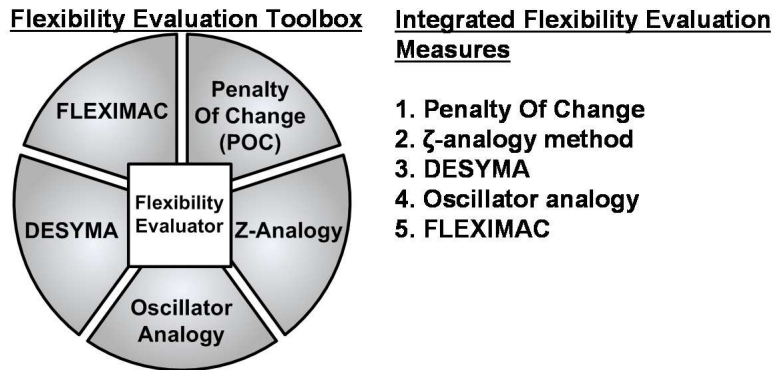 Flexibility Evaluation Toolbox
FLEXIMAC
Penalty
Of Change
(POC)
DESYMA
Flexibility
Evaluator
Z-Analogy
Oscillator
Analogy
Integrated Flexibility Evaluation
Measures
1. Penalty Of Change
2. ζ-analogy method
3. DESYMA
4. Oscillator analogy
5. FLEXIMAC